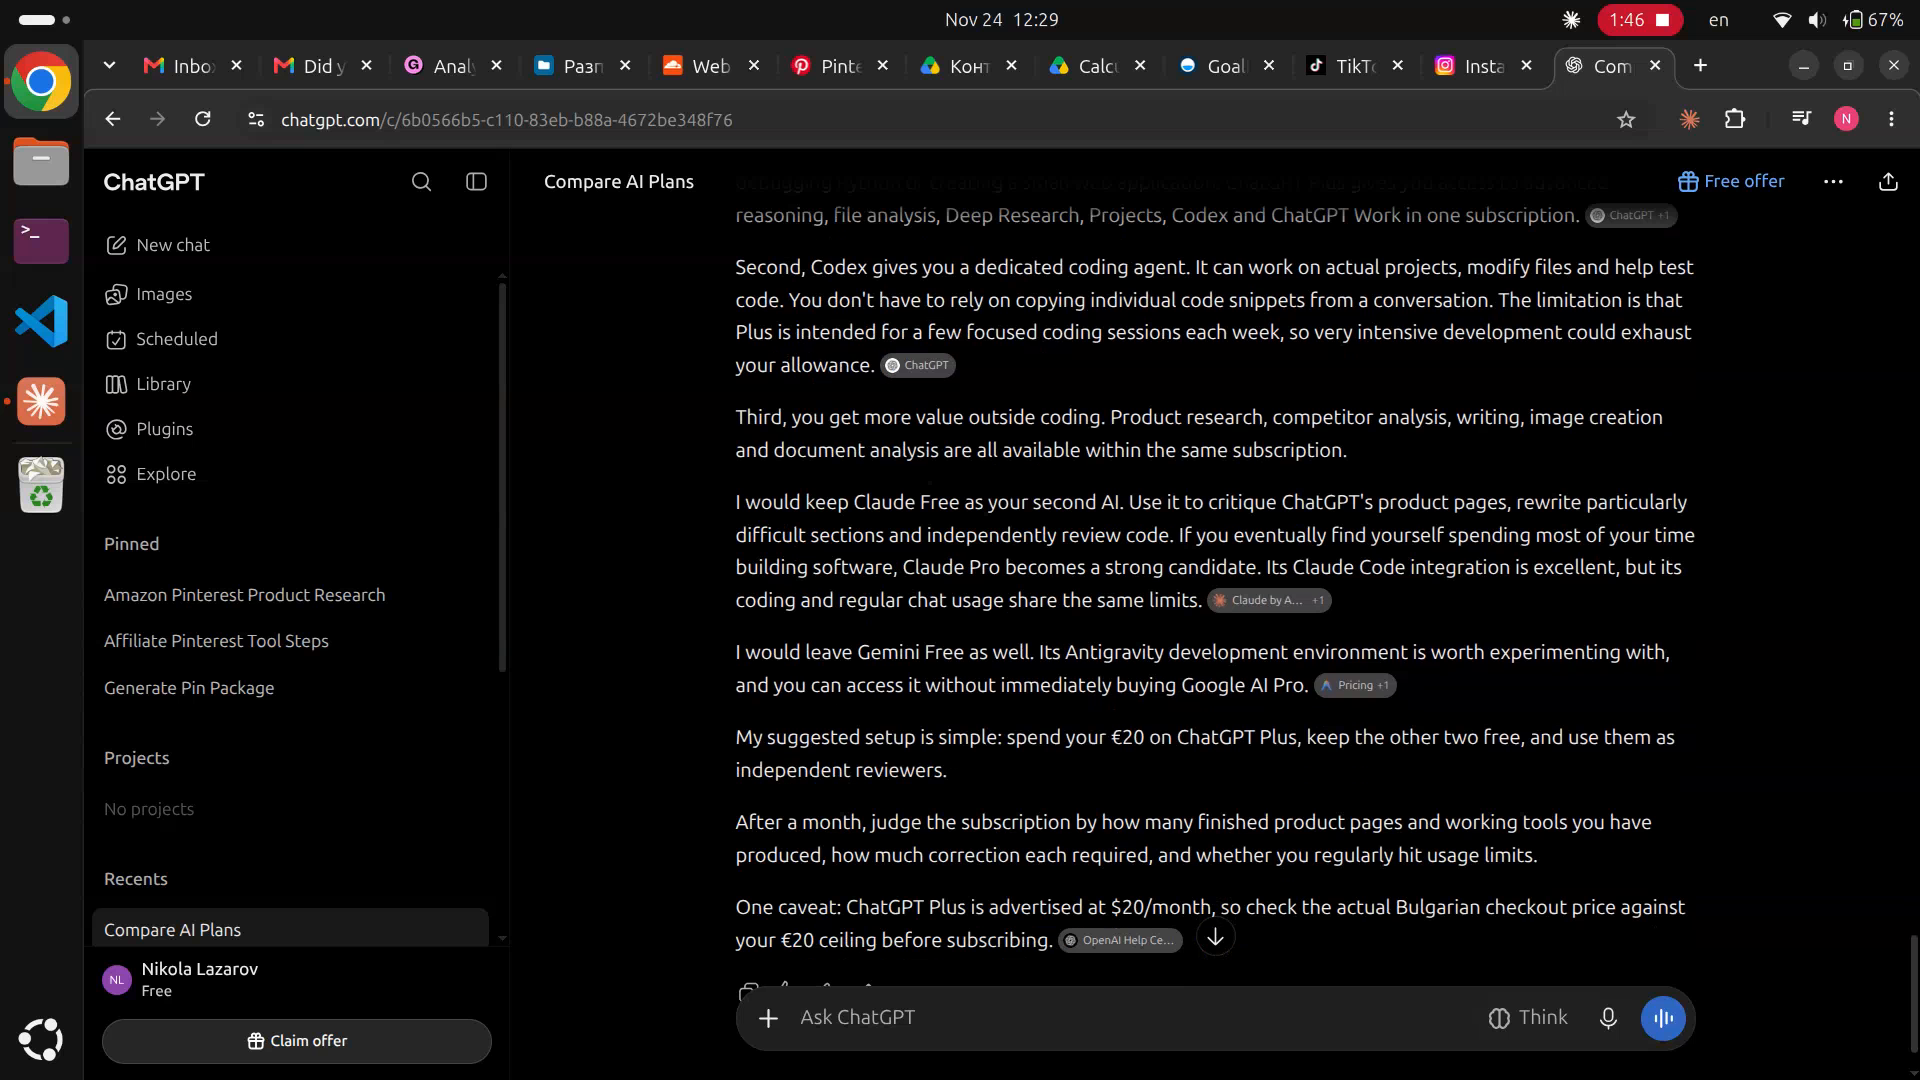 Nov 24 12:29
1:46
en
67%
Inbo
Did y
Anal
Разп
Web
Pinte
Конт
Calcu
Goal
TikTo
Insta
Com
chatgpt.com/c/6b0566b5-c110-83eb-b88a-4672be348f76
N
ChatGPT
New chat
Images
Scheduled
Library
Plugins
Explore
Pinned
Amazon Pinterest Product Research
Affiliate Pinterest Tool Steps
Generate Pin Package
Projects
No projects
Recents
Compare AI Plans
NL
Nikola Lazarov
Free
Claim offer
Compare AI Plans
Free offer
reasoning, file analysis, Deep Research, Projects, Codex and ChatGPT Work in one subscription. ChatGPT +1
Second, Codex gives you a dedicated coding agent. It can work on actual projects, modify files and help test
code. You don't have to rely on copying individual code snippets from a conversation. The limitation is that
Plus is intended for a few focused coding sessions each week, so very intensive development could exhaust
your allowance. ChatGPT
Third, you get more value outside coding. Product research, competitor analysis, writing, image creation
and document analysis are all available within the same subscription.
I would keep Claude Free as your second AI. Use it to critique ChatGPT's product pages, rewrite particularly
difficult sections and independently review code. If you eventually find yourself spending most of your time
building software, Claude Pro becomes a strong candidate. Its Claude Code integration is excellent, but its
coding and regular chat usage share the same limits. Claude by A... +1
I would leave Gemini Free as well. Its Antigravity development environment is worth experimenting with,
and you can access it without immediately buying Google AI Pro. Pricing +1
My suggested setup is simple: spend your €20 on ChatGPT Plus, keep the other two free, and use them as
independent reviewers.
After a month, judge the subscription by how many finished product pages and working tools you have
produced, how much correction each required, and whether you regularly hit usage limits.
One caveat: ChatGPT Plus is advertised at $20/month, so check the actual Bulgarian checkout price against
your €20 ceiling before subscribing. OpenAI Help Ce...
Ask ChatGPT
Think